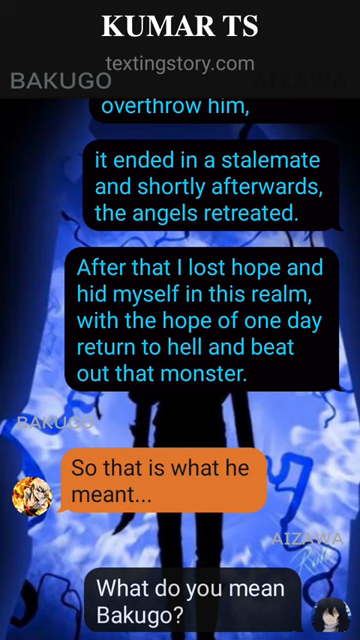 KUMAR TS
textingstory.com
BAKUGO
AIZAWA
overthrow him,
it ended in a stalemate
and shortly afterwards,
the angels retreated.
After that I lost hope and
hid myself in this realm,
with the hope of one day
return to hell and beat
out that monster.
BAKUGO
So that is what he
meant...
AIZAWA
What do you mean
Bakugo?